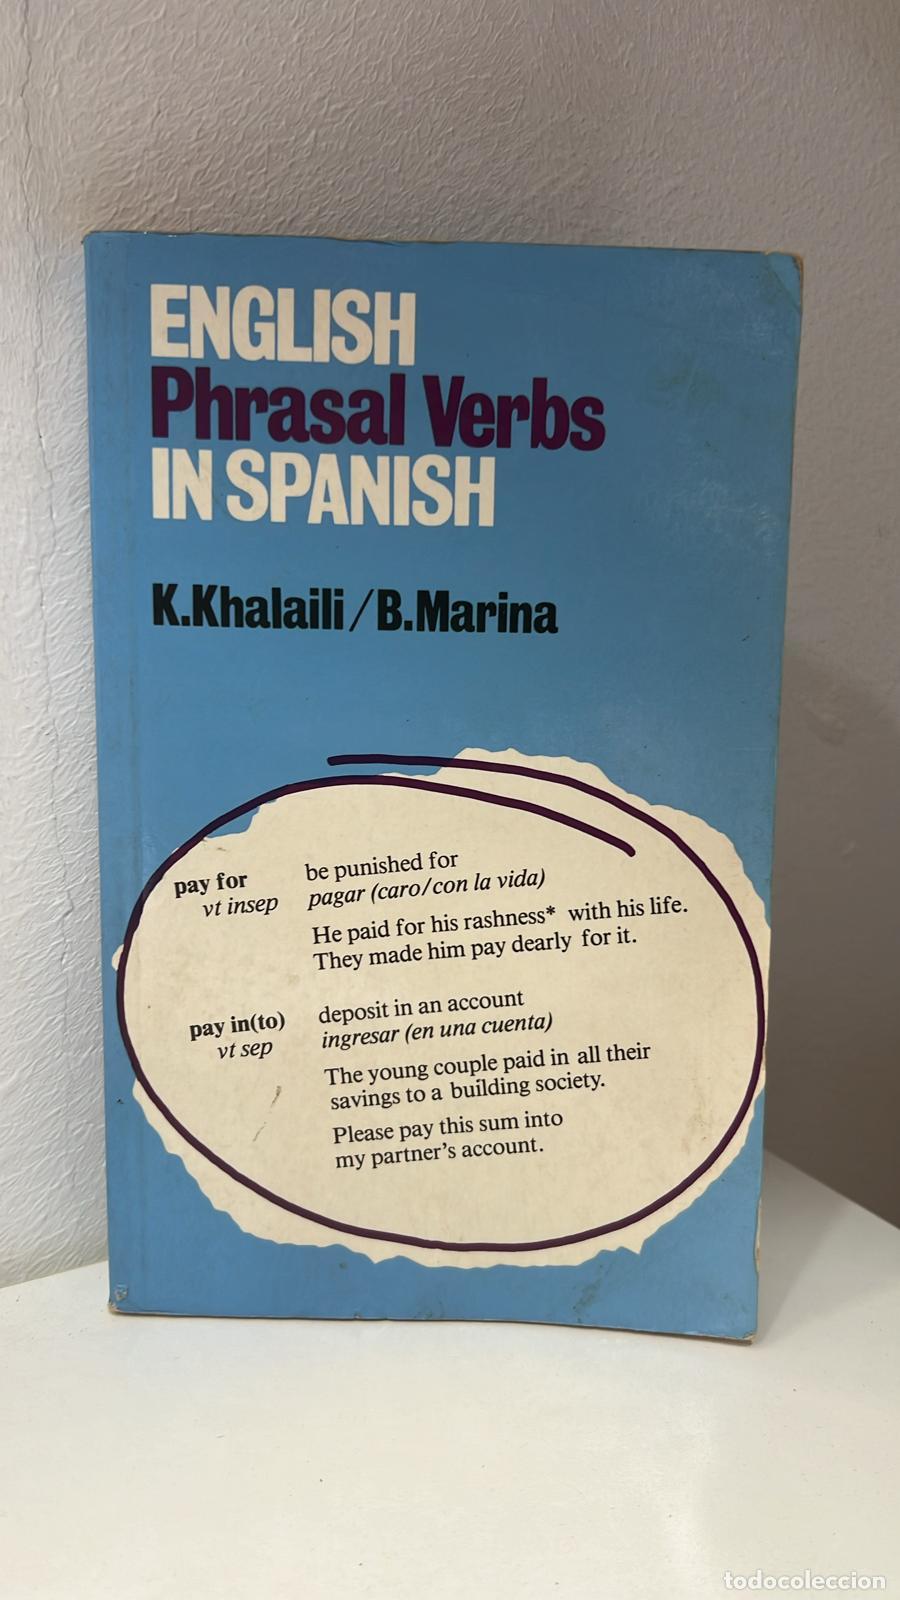 ENGLISH
Phrasal Verbs
IN SPANISH
K.Khalaili/B.Marina
pay for
vt insep
be punished for
pagar (caro/con la vida)
He paid for his rashness* with his life.
They made him pay dearly for it.
pay in(to)
vt sep
deposit in an account
ingresar (en una cuenta)
The young couple paid in all their
savings to a building society.
Please pay this sum into
my partner's account.
todocoleccion